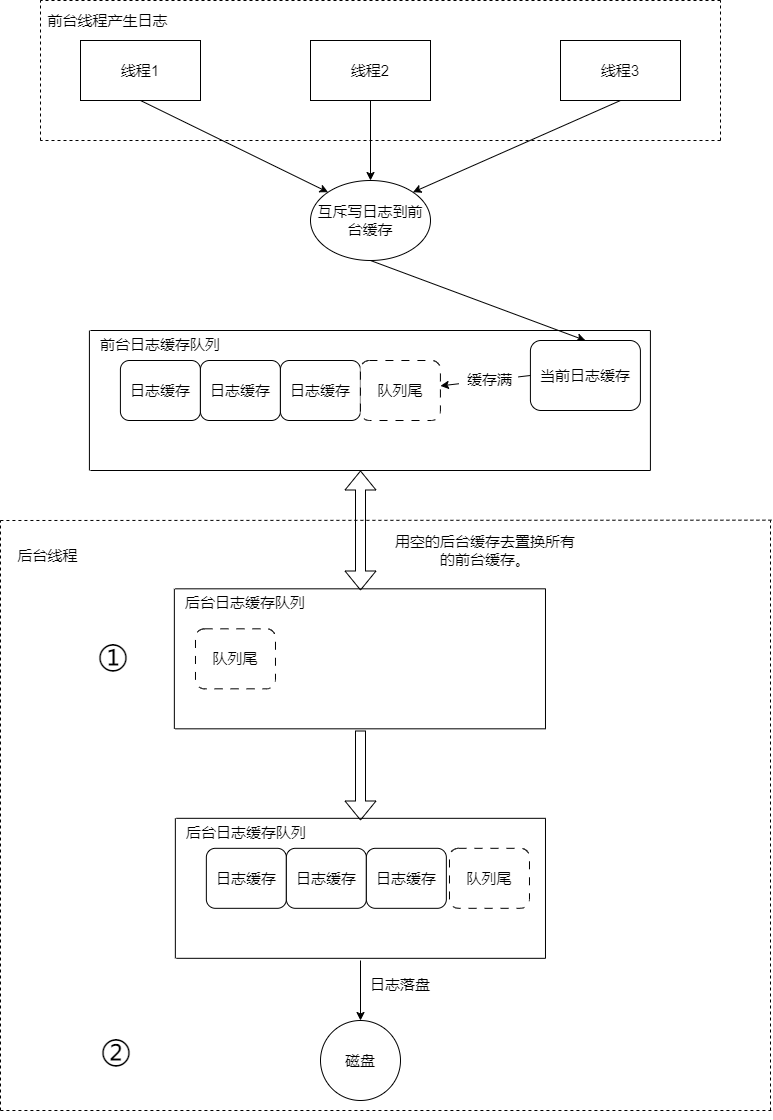 前台线程产生日志
线程1
线程2
线程3
互斥写日志到前
台缓存
前台日志缓存队列
日志缓存
日志缓存
日志缓存
队列尾
缓存满
当前日志缓存
后台线程
用空的后台缓存去置换所有
的前台缓存。
后台日志缓存队列
队列尾
①
后台日志缓存队列
日志缓存
日志缓存
日志缓存
队列尾
日志落盘
②
磁盘